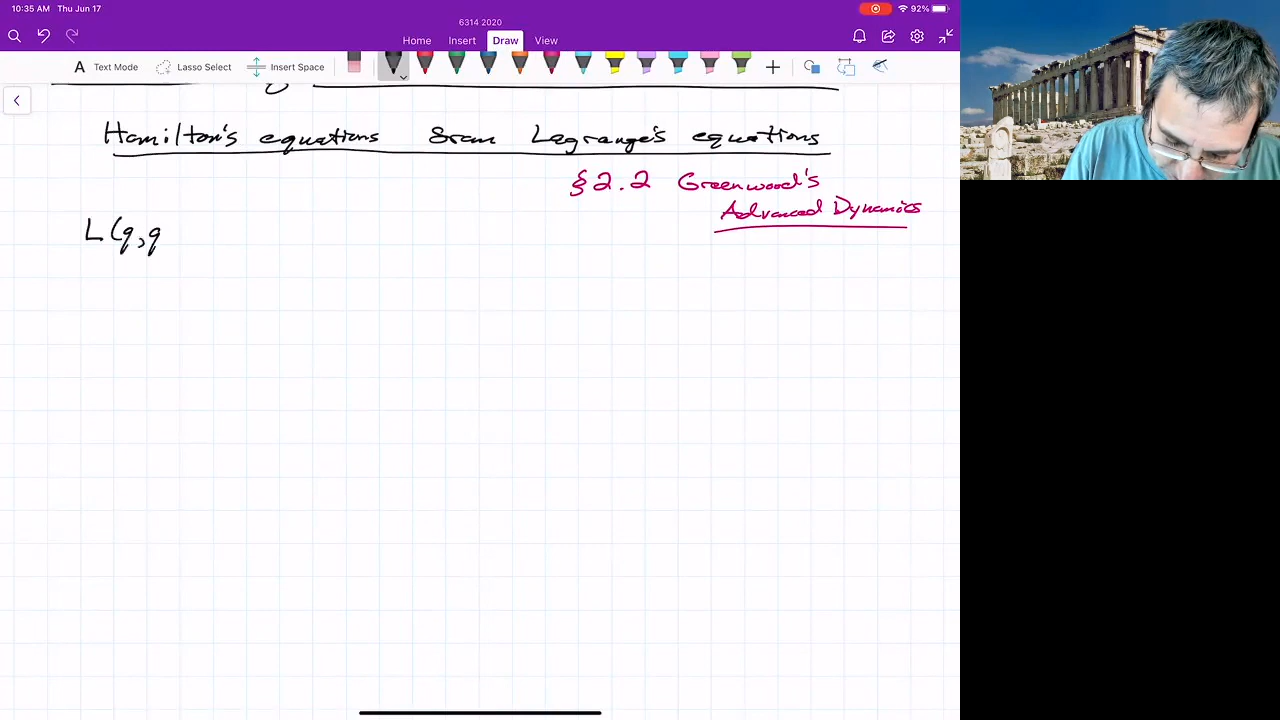 10:35 AM Thu Jun 17
92%
6314 2020
Home Insert Draw View
A Text Mode Lasso Select Insert Space
Hamilton's equations from Lagrange's equations
§ 2.2 Greenwood's
Advanced Dynamics
L(q,q